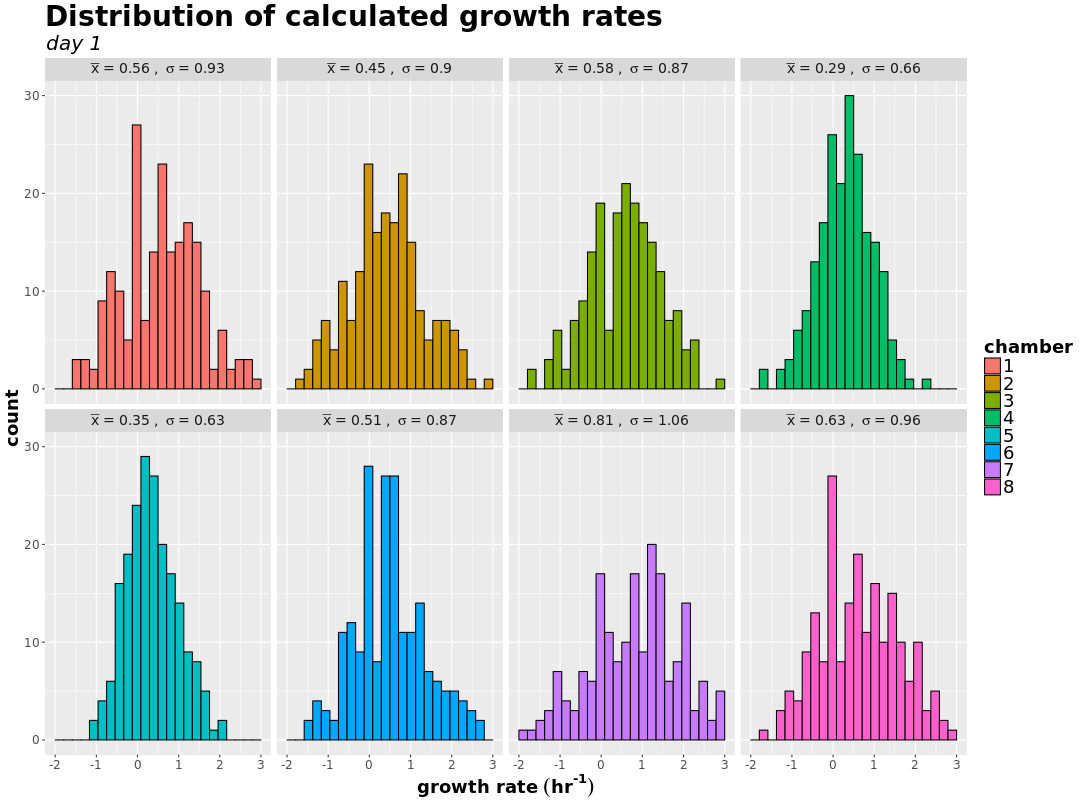 Distribution of calculated growth rates
day 1
x̅ = 0.56 , σ = 0.93
x̅ = 0.45 , σ = 0.9
x̅ = 0.58 , σ = 0.87
x̅ = 0.29 , σ = 0.66
30
20
10
0
x̅ = 0.35 , σ = 0.63
x̅ = 0.51 , σ = 0.87
x̅ = 0.81 , σ = 1.06
x̅ = 0.63 , σ = 0.96
30
20
10
0
-2 -1 0 1 2 3
-2 -1 0 1 2 3
-2 -1 0 1 2 3
-2 -1 0 1 2 3
count
growth rate (hr⁻¹)
chamber
1
2
3
4
5
6
7
8